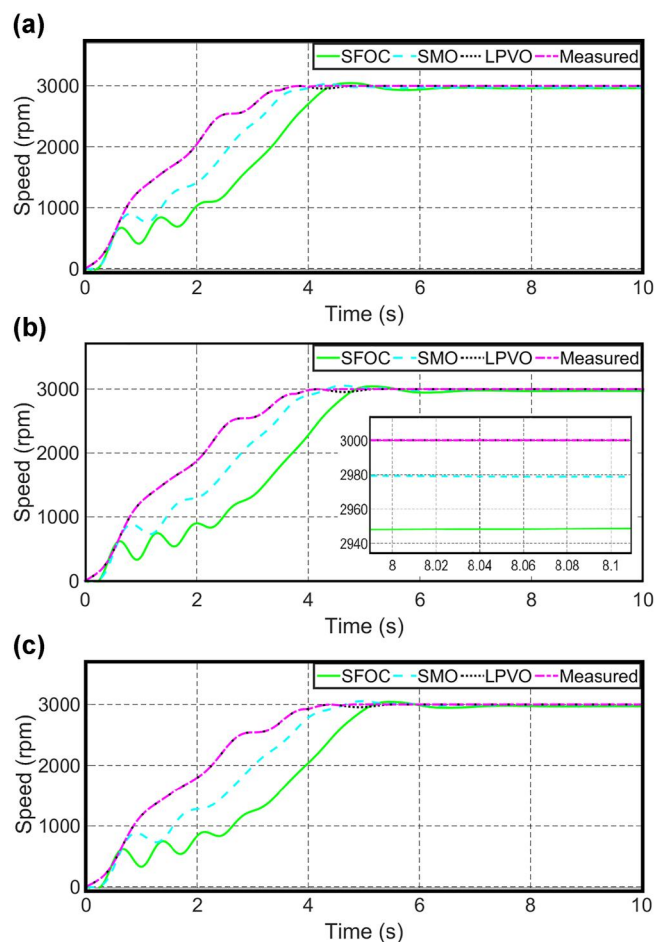 (a)
SFOC SMO LPVO Measured
3000
2000
1000
0
Speed (rpm)
0 2 4 6 8 10
Time (s)
(b)
SFOC SMO LPVO Measured
3000
2000
1000
0
Speed (rpm)
3000
2980
2960
2940
8 8.02 8.04 8.06 8.08 8.1
0 2 4 6 8 10
Time (s)
(c)
SFOC SMO LPVO Measured
3000
2000
1000
0
Speed (rpm)
0 2 4 6 8 10
Time (s)